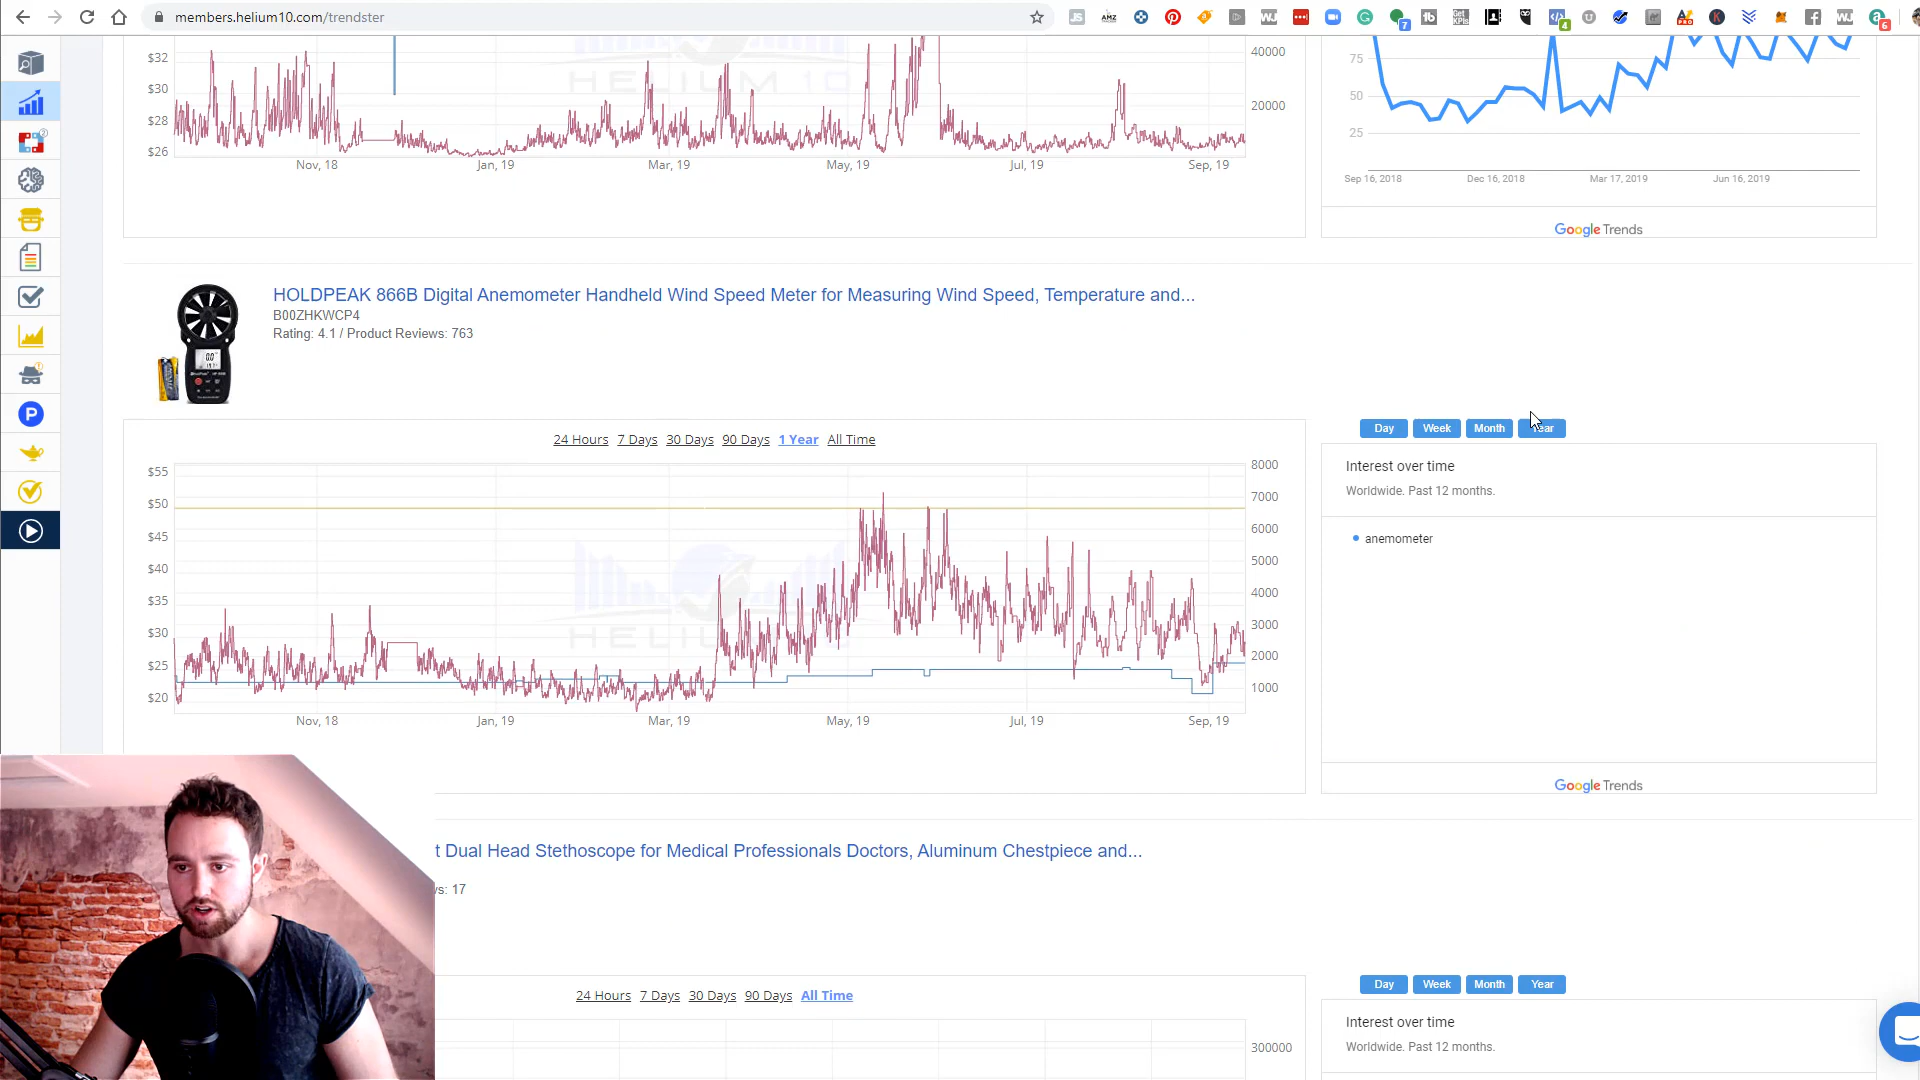 members.helium10.com/trendster
$32
$30
$28
$26
40000
20000
Nov, 18
Jan, 19
Mar, 19
May, 19
Jul, 19
Sep, 19
HELIUM 10
75
50
25
Sep 16, 2018
Dec 16, 2018
Mar 17, 2019
Jun 16, 2019
Google Trends
HOLDPEAK 866B Digital Anemometer Handheld Wind Speed Meter for Measuring Wind Speed, Temperature and...
B00ZHKWCP4
Rating: 4.1 / Product Reviews: 763
24 Hours 7 Days 30 Days 90 Days 1 Year All Time
Day Week Month Year
Interest over time
Worldwide. Past 12 months.
anemometer
$55
$50
$45
$40
$35
$30
$25
$20
8000
7000
6000
5000
4000
3000
2000
1000
HELIUM
Nov, 18
Jan, 19
Mar, 19
May, 19
Jul, 19
Sep, 19
Google Trends
t Dual Head Stethoscope for Medical Professionals Doctors, Aluminum Chestpiece and...
ws: 17
24 Hours 7 Days 30 Days 90 Days All Time
Day Week Month Year
Interest over time
Worldwide. Past 12 months.
300000